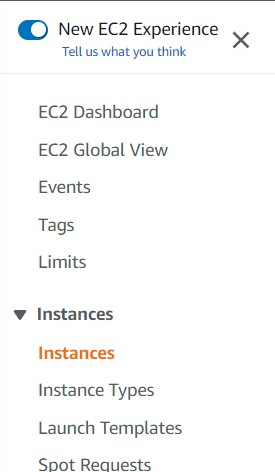 New EC2 Experience
Tell us what you think
EC2 Dashboard
EC2 Global View
Events
Tags
Limits
Instances
Instances
Instance Types
Launch Templates
Spot Requests